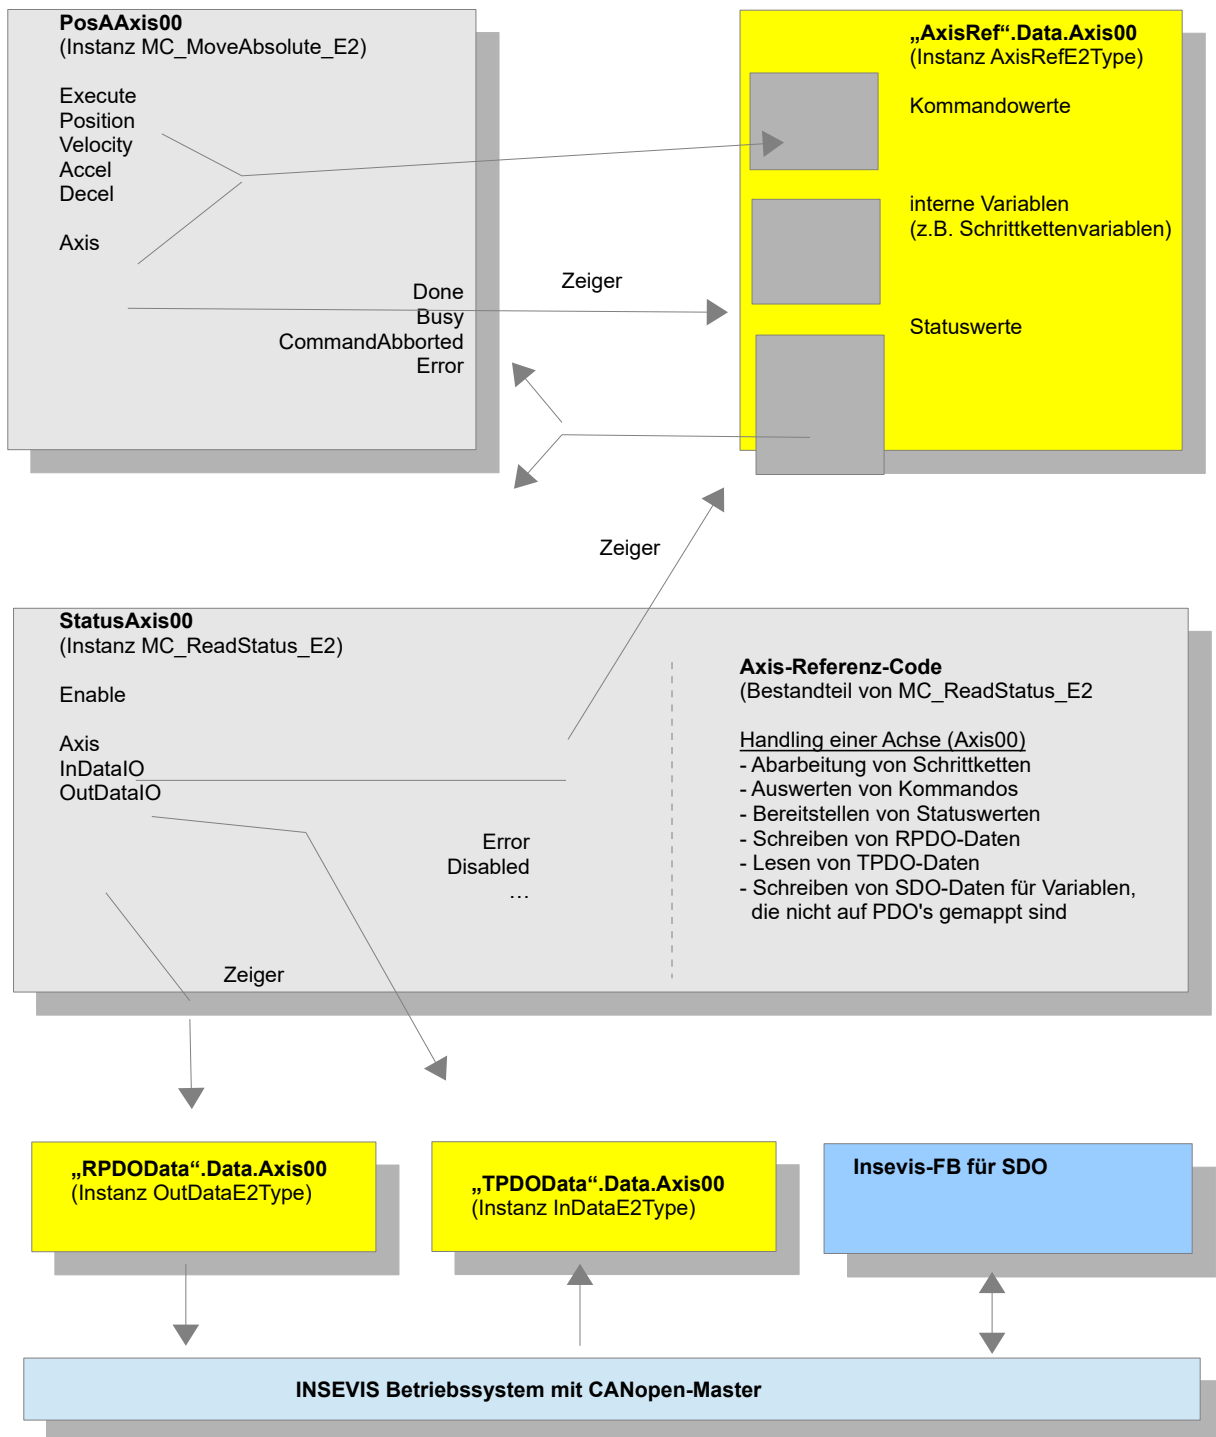 PosAAxis00
(Instanz MC_MoveAbsolute_E2)
Execute
Position
Velocity
Accel
Decel
Axis
Done
Busy
CommandAbborted
Error
Zeiger
„AxisRef“.Data.Axis00
(Instanz AxisRefE2Type)
Kommandowerte
interne Variablen
(z.B. Schrittkettenvariablen)
Statuswerte
Zeiger
StatusAxis00
(Instanz MC_ReadStatus_E2)
Enable
Axis
InDataIO
OutDataIO
Error
Disabled
…
Zeiger
Axis-Referenz-Code
(Bestandteil von MC_ReadStatus_E2
Handling einer Achse (Axis00)
- Abarbeitung von Schrittketten
- Auswerten von Kommandos
- Bereitstellen von Statuswerten
- Schreiben von RPDO-Daten
- Lesen von TPDO-Daten
- Schreiben von SDO-Daten für Variablen,
die nicht auf PDO's gemappt sind
„RPDOData“.Data.Axis00
(Instanz OutDataE2Type)
„TPDOData“.Data.Axis00
(Instanz InDataE2Type)
Insevis-FB für SDO
INSEVIS Betriebssystem mit CANopen-Master